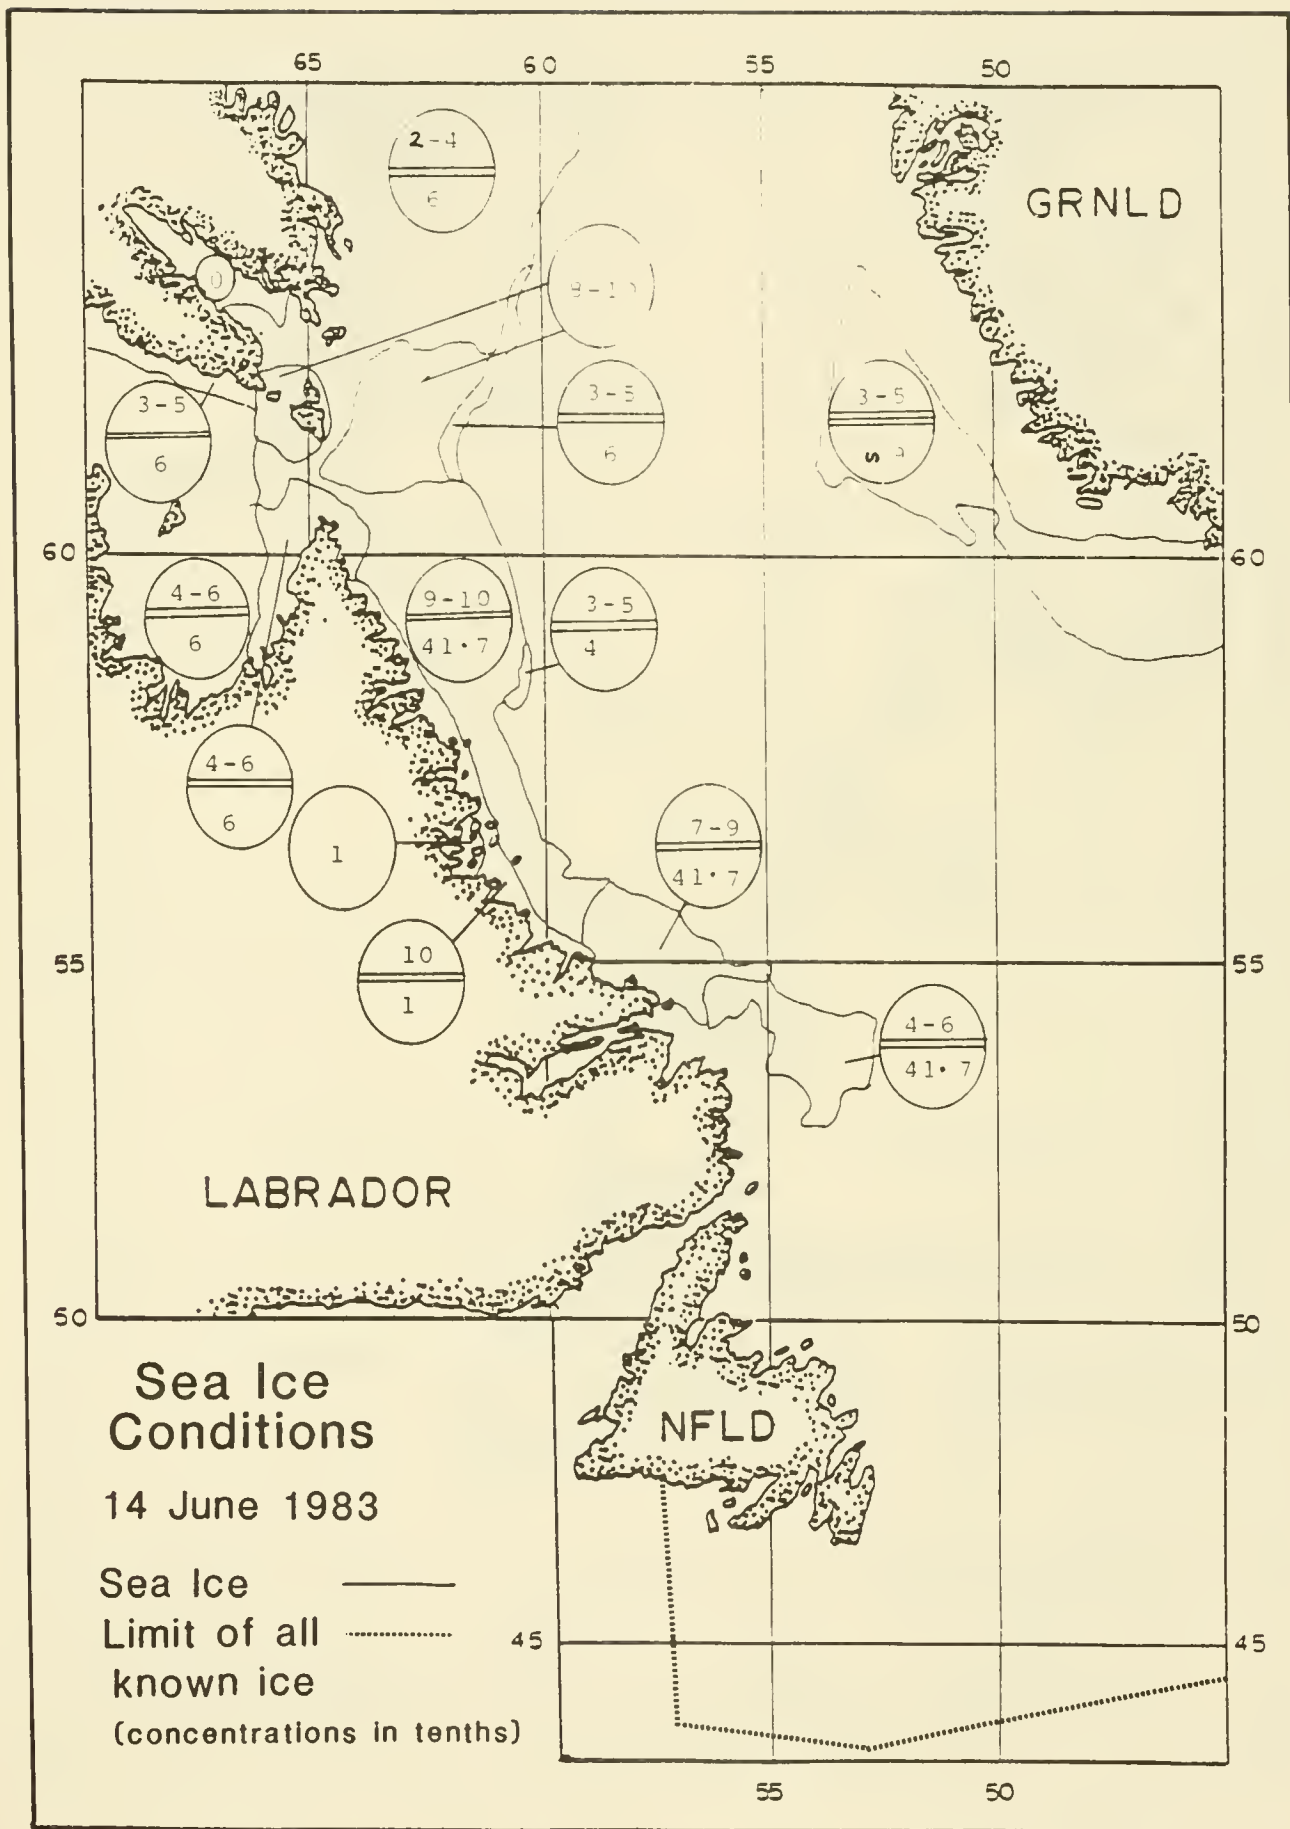 65 60 55 50
2-4
6
GRNLD
0
3-5
6
3-5
6
3-5
60 60
4-6
6
9-10
41·7
3-5
4
4-6
6
1
7-9
41·7
10
1
55 55
4-6
41·7
LABRADOR
50 50
Sea Ice
Conditions
NFLD
14 June 1983
Sea Ice
Limit of all
known ice
(concentrations in tenths)
45 45
55 50